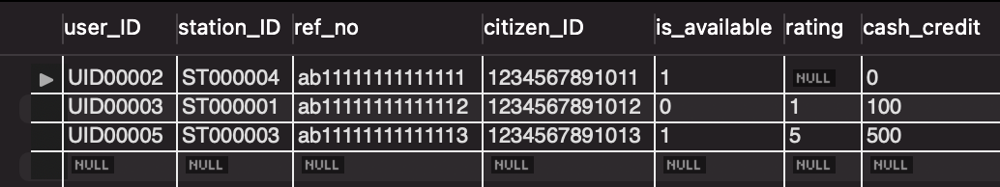 user_ID station_ID ref_no citizen_ID is_available rating cash_credit
UID00002 ST000004 ab11111111111111 1234567891011 1 NULL 0
UID00003 ST000001 ab11111111111112 1234567891012 0 1 100
UID00005 ST000003 ab11111111111113 1234567891013 1 5 500
NULL NULL NULL NULL NULL NULL NULL